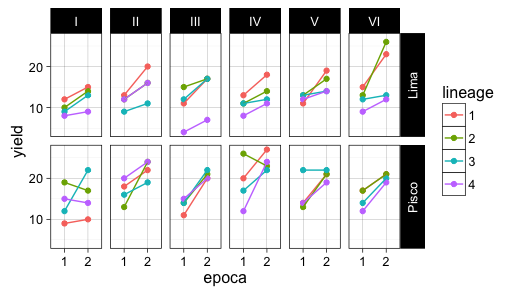 I II III IV V VI
20
10
Lima
20
10
Pisco
1 2 1 2 1 2 1 2 1 2 1 2
epoca
yield
lineage
1
2
3
4